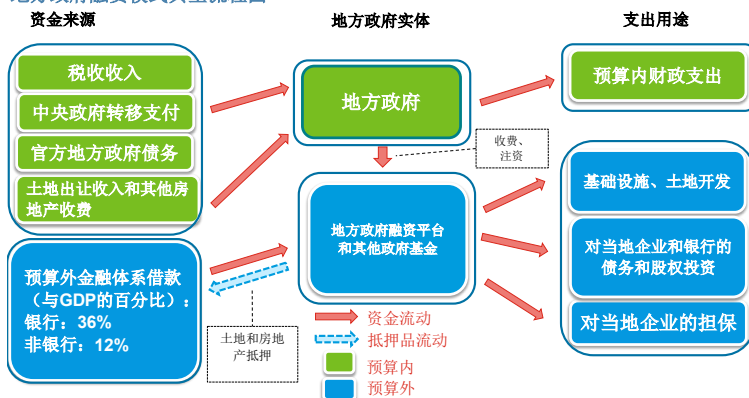 资金来源
地方政府实体
支出用途
税收收入
中央政府转移支付
官方地方政府债务
土地出让收入和其他房
地产收费
地方政府
预算内财政支出
收费、
注资
预算外金融体系借款
（与GDP的百分比）：
银行：36%
非银行：12%
地方政府融资平台
和其他政府基金
基础设施、土地开发
对当地企业和银行的
债务和股权投资
对当地企业的担保
土地和房地
产抵押
资金流动
抵押品流动
预算内
预算外